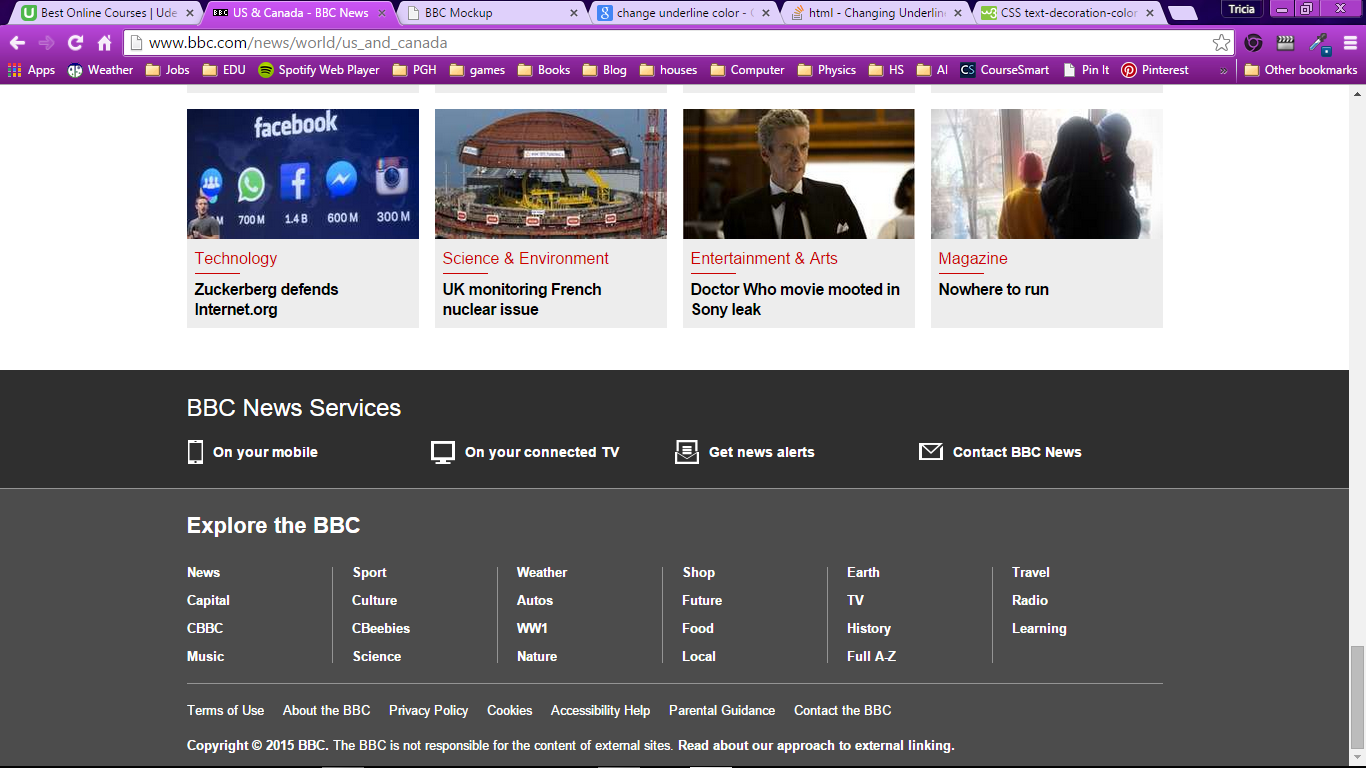 Best Online Courses | Ude
BBC US & Canada - BBC News
BBC Mockup
change underline color - G
html - Changing Underlin
CSS text-decoration-color
Tricia
www.bbc.com/news/world/us_and_canada
Apps Weather Jobs EDU Spotify Web Player PGH games Books Blog houses Computer Physics HS AI CS CourseSmart Pin It Pinterest » Other bookmarks
facebook
700 M 1.4 B 600 MM 300 M
Technology
Zuckerberg defends
Internet.org
Science & Environment
UK monitoring French
nuclear issue
Entertainment & Arts
Doctor Who movie mooted in
Sony leak
Magazine
Nowhere to run
BBC News Services
On your mobile On your connected TV Get news alerts Contact BBC News
Explore the BBC
News Sport Weather Shop Earth Travel
Capital Culture Autos Future TV Radio
CBBC CBeebies WW1 Food History Learning
Music Science Nature Local Full A-Z
Terms of Use About the BBC Privacy Policy Cookies Accessibility Help Parental Guidance Contact the BBC
Copyright © 2015 BBC. The BBC is not responsible for the content of external sites. Read about our approach to external linking.